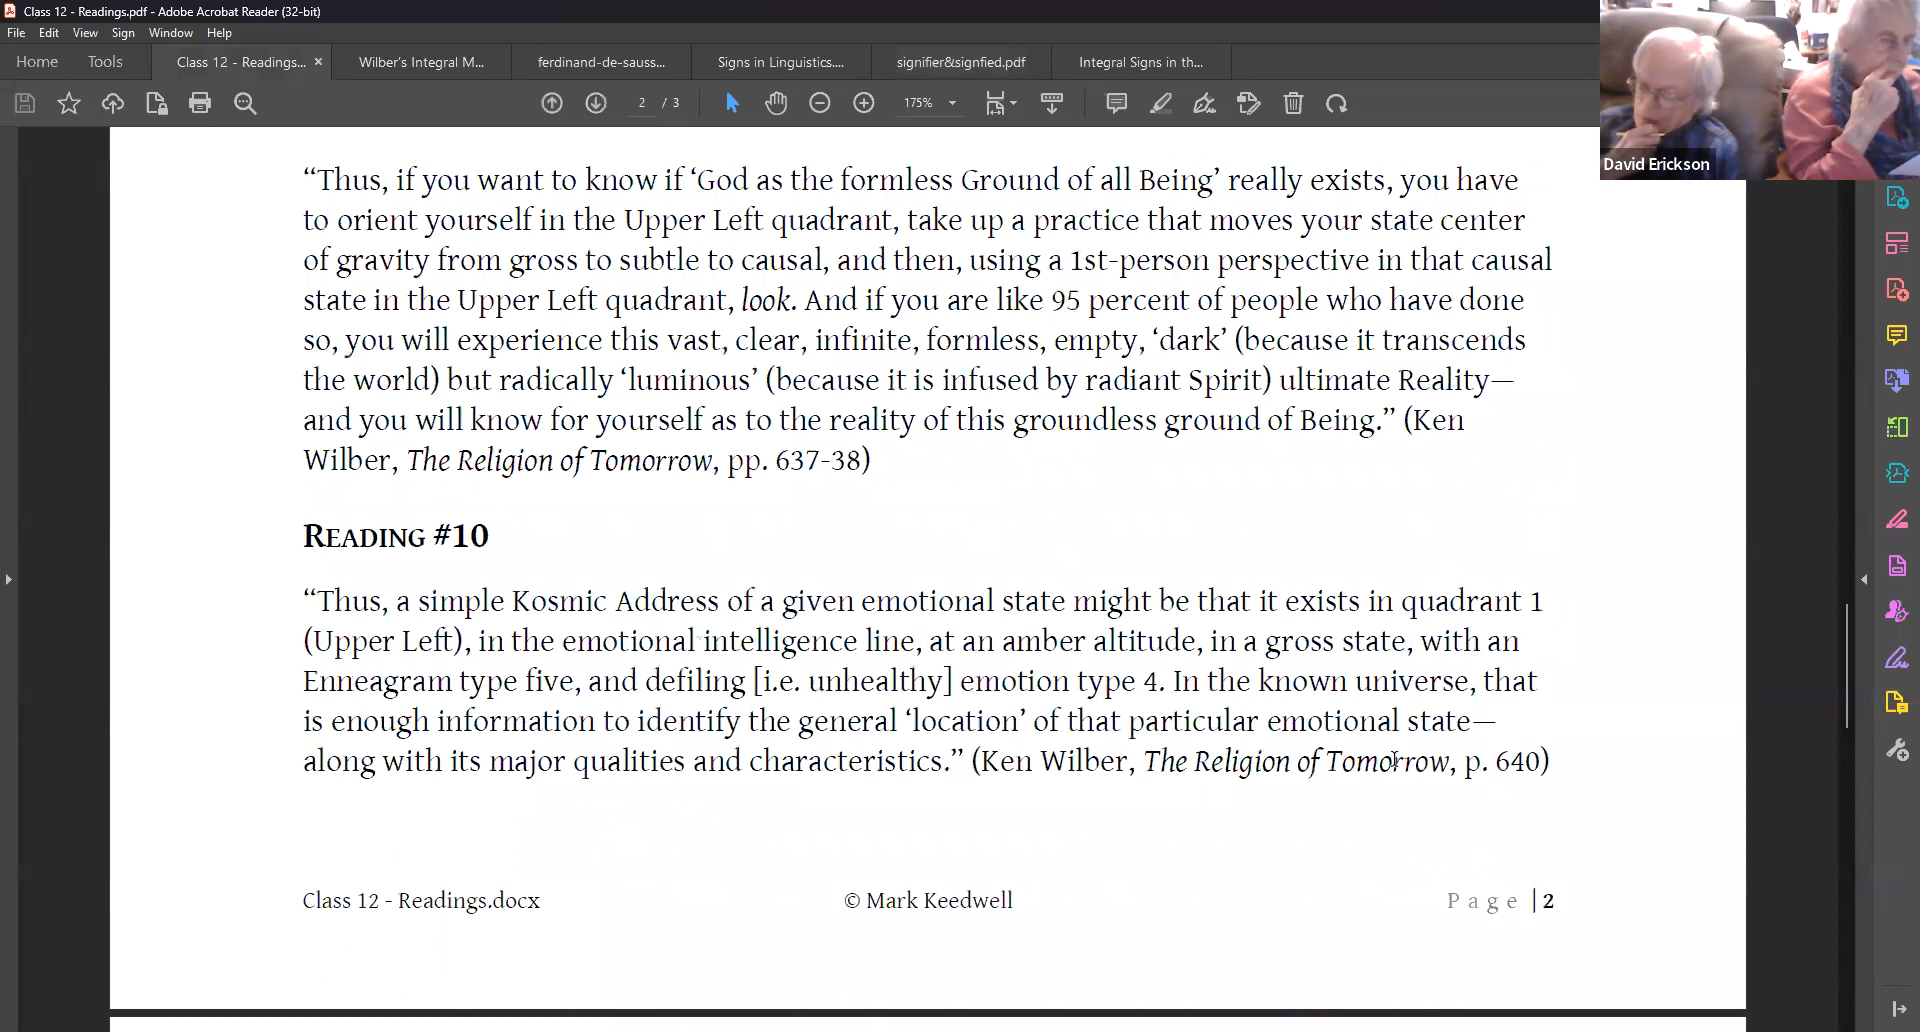 Class 12 - Readings.pdf - Adobe Acrobat Reader (32-bit)
File Edit View Sign Window Help
Home Tools Class 12 - Readings... × Wilber's Integral M... ferdinand-de-sauss... Signs in Linguistics.... signifier&signfied.pdf Integral Signs in th...
2 / 3 175%
David Erickson
“Thus, if you want to know if ‘God as the formless Ground of all Being’ really exists, you have
to orient yourself in the Upper Left quadrant, take up a practice that moves your state center
of gravity from gross to subtle to causal, and then, using a 1st-person perspective in that causal
state in the Upper Left quadrant, look. And if you are like 95 percent of people who have done
so, you will experience this vast, clear, infinite, formless, empty, ‘dark’ (because it transcends
the world) but radically ‘luminous’ (because it is infused by radiant Spirit) ultimate Reality—
and you will know for yourself as to the reality of this groundless ground of Being.” (Ken
Wilber, The Religion of Tomorrow, pp. 637-38)
READING #10
“Thus, a simple Kosmic Address of a given emotional state might be that it exists in quadrant 1
(Upper Left), in the emotional intelligence line, at an amber altitude, in a gross state, with an
Enneagram type five, and defiling [i.e. unhealthy] emotion type 4. In the known universe, that
is enough information to identify the general ‘location’ of that particular emotional state—
along with its major qualities and characteristics.” (Ken Wilber, The Religion of Tomorrow, p. 640)
Class 12 - Readings.docx © Mark Keedwell Page | 2